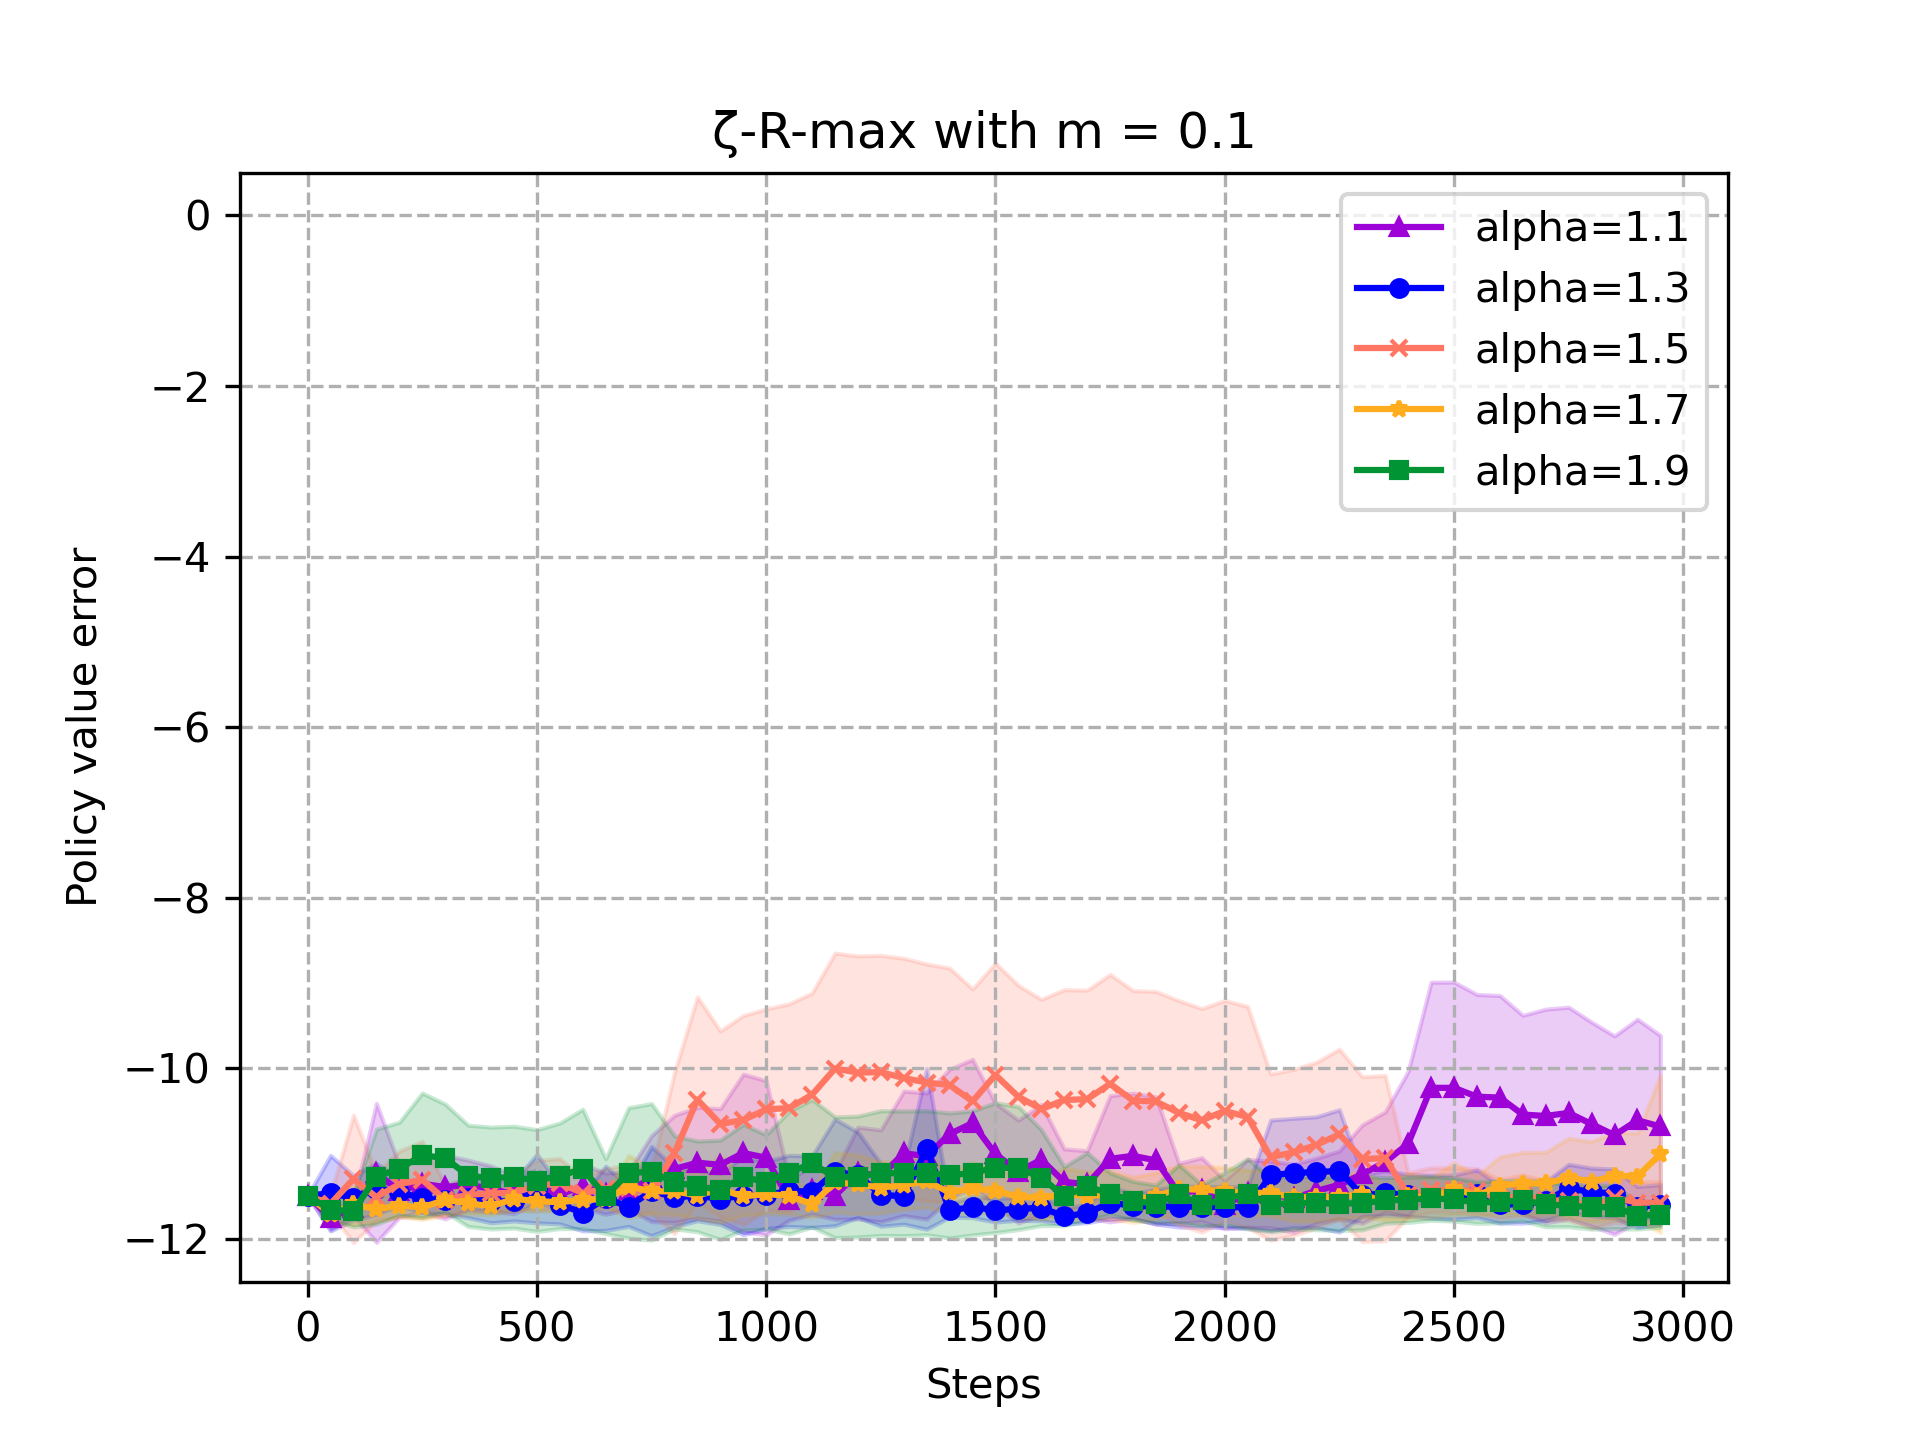 ζ-R-max with m = 0.1
alpha=1.1
alpha=1.3
alpha=1.5
alpha=1.7
alpha=1.9
Policy value error
0
−2
−4
−6
−8
−10
−12
0 500 1000 1500 2000 2500 3000
Steps